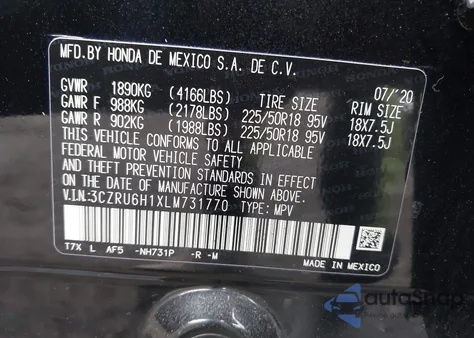 MFD.BY HONDA DE MEXICO S.A. DE C.V.
07/'20
GVWR 1890KG (4166LBS) TIRE SIZE RIM SIZE
GAWR F 988KG (2178LBS) 225/50R18 95V 18X7.5J
GAWR R 902KG (1988LBS) 225/50R18 95V 18X7.5J
THIS VEHICLE CONFORMS TO ALL APPLICABLE
FEDERAL MOTOR VEHICLE SAFETY
AND THEFT PREVENTION STANDARDS IN EFFECT
ON THE DATE OF MANUFACTURE SHOWN ABOVE.
V.I.N:3CZRU6H1XLM731770 TYPE: MPV
T7X L AF5 -NH731P -R -M
MADE IN MEXICO
autoSnap